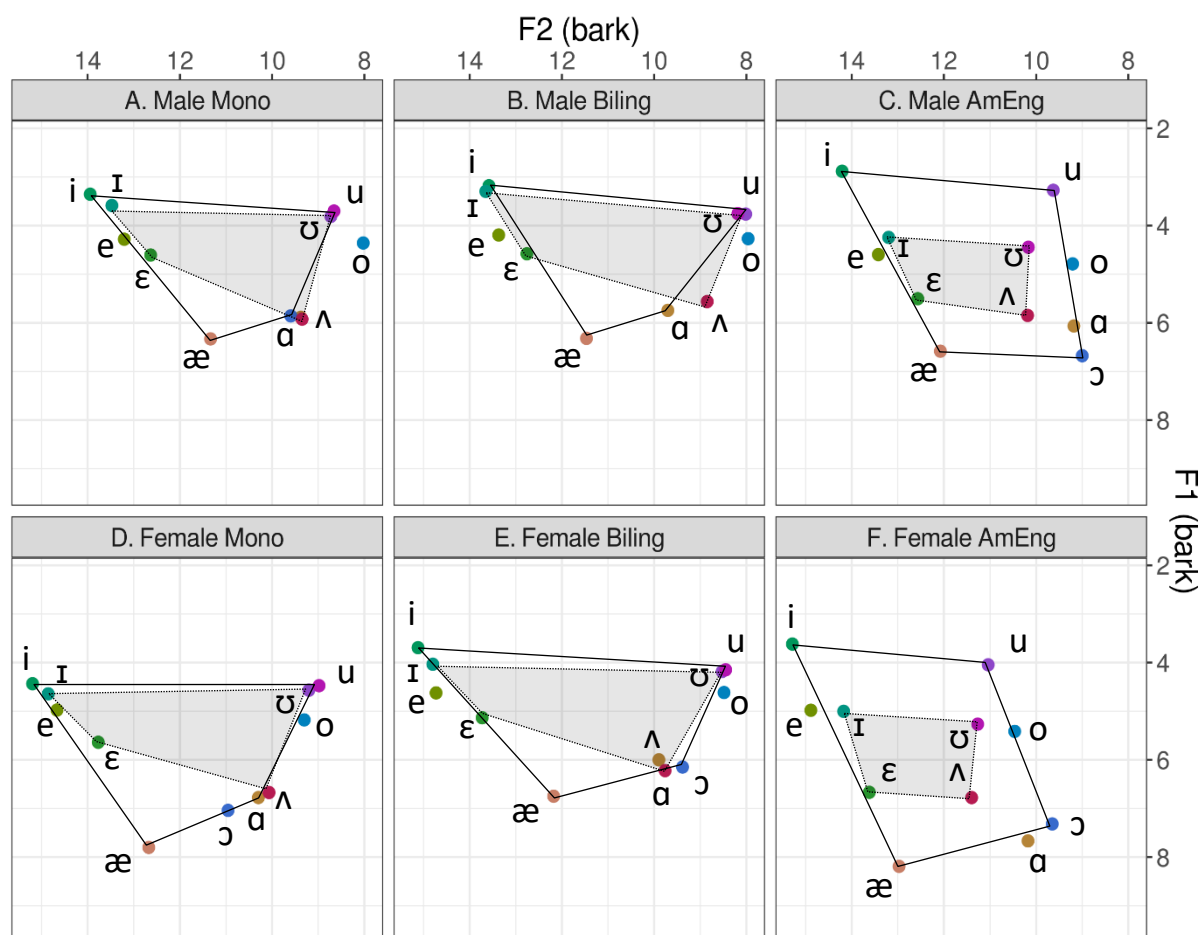 F2 (bark)
14 12 10 8 14 12 10 8 14 12 10 8
A. Male Mono B. Male Biling C. Male AmEng
i ɪ u
e ʊ
ɛ o
ɑ ʌ
æ
i u
ɪ ʊ
e o
ɛ
ɑ ʌ
æ
i u
e ɪ ʊ o
ɛ ʌ
ɑ
æ ɔ
2
4
6
8
F1 (bark)
D. Female Mono E. Female Biling F. Female AmEng
i ɪ u
e ʊ o
ɛ
ʌ
ɔ ɑ
æ
i u
ɪ ʊ
e o
ɛ ʌ
ɑ ɔ
æ
i u
ɪ ʊ o
ɛ ʌ
ɔ
ɑ
æ
2
4
6
8